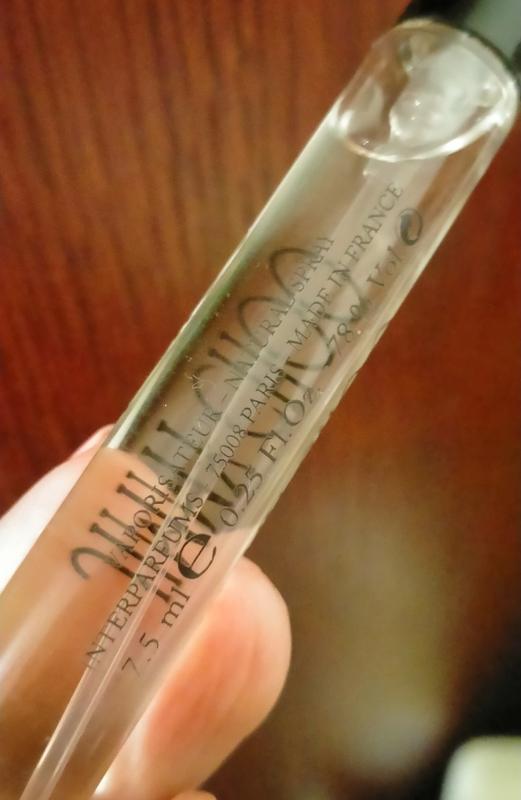 VAPORISATEUR - NATURAL SPRAY
INTERPARFUMS 75008 PARIS - MADE IN FRANCE
7.5 ml e 0.25 Fl.Oz. 78% Vol